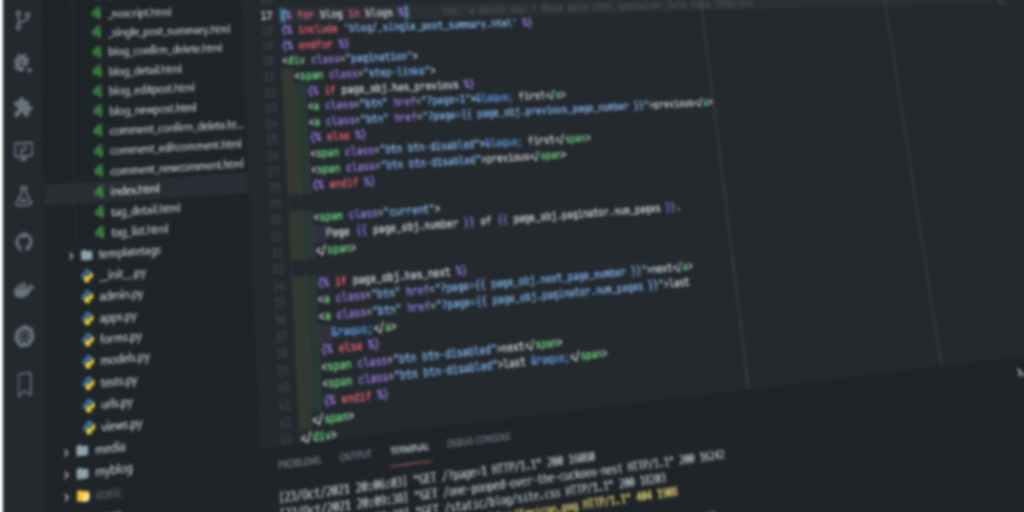 _noscript.html
_single_post_summary.html
blog_confirm_delete.html
blog_detail.html
blog_editpost.html
blog_newpost.html
comment_confirm_delete.ht...
comment_editcomment.html
comment_newcomment.html
index.html
tag_detail.html
tag_list.html
templatetags
__init__.py
admin.py
apps.py
forms.py
models.py
tests.py
urls.py
views.py
media
myblog
static
17 {% for blog in blogs %}
{% include 'blog/_single_post_summary.html' %}
{% endfor %}
<div class="pagination">
<span class="step-links">
{% if page_obj.has_previous %}
<a class="btn" href="?page=1">&laquo; first</a>
<a class="btn" href="?page={{ page_obj.previous_page_number }}">previous</a>
{% else %}
<span class="btn btn-disabled">&laquo; first</span>
<span class="btn btn-disabled">previous</span>
{% endif %}
<span class="current">
Page {{ page_obj.number }} of {{ page_obj.paginator.num_pages }}.
</span>
{% if page_obj.has_next %}
<a class="btn" href="?page={{ page_obj.next_page_number }}">next</a>
<a class="btn" href="?page={{ page_obj.paginator.num_pages }}">last
&raquo;</a>
{% else %}
<span class="btn btn-disabled">next</span>
<span class="btn btn-disabled">last &raquo;</span>
{% endif %}
</span>
</div>
PROBLEMS OUTPUT TERMINAL DEBUG CONSOLE
[23/Oct/2021 20:06:03] "GET /?page=1 HTTP/1.1" 200 16050
[23/Oct/2021 20:09:38] "GET /one-pooped-over-the-cuckoos-nest HTTP/1.1" 200 16242
"GET /static/blog/site.css HTTP/1.1" 200 18203
HTTP/1.1" 404 1908